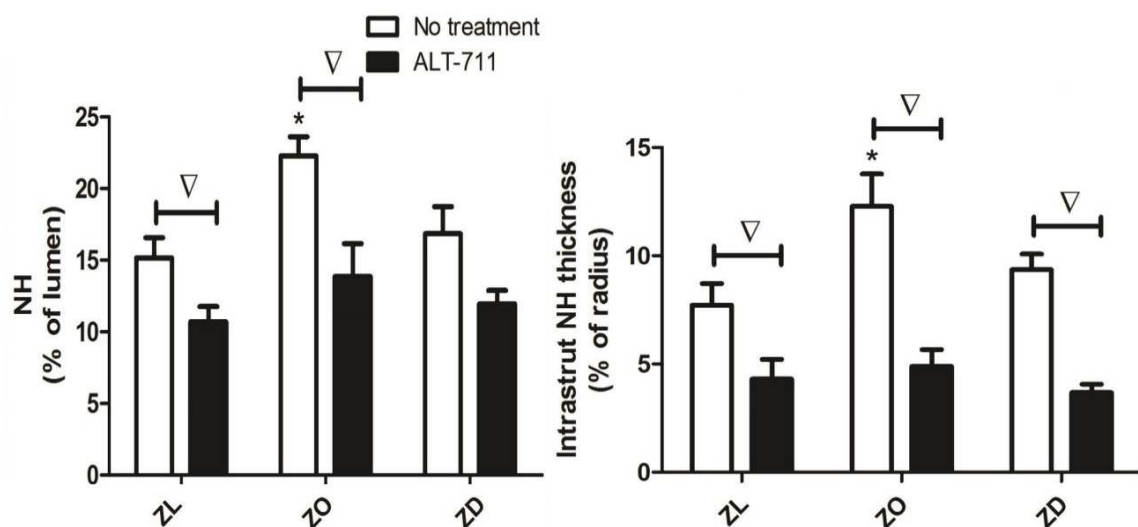 No treatment
ALT-711
NH
(% of lumen)
25
20
15
10
5
0
*
ZL
ZO
ZD
Intrastrut NH thickness
(% of radius)
15
10
5
0
*
ZL
ZO
ZD